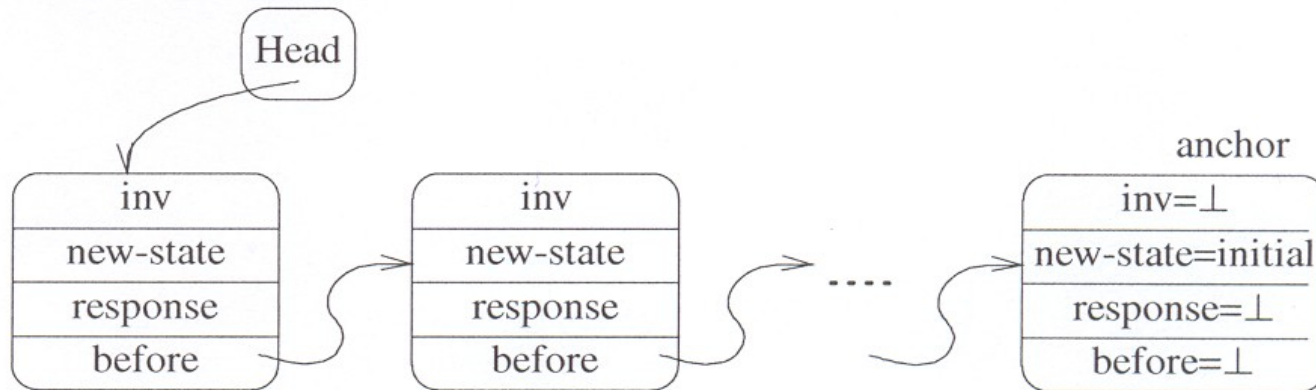 Head
anchor
inv
new-state
response
before
inv
new-state
response
before
....
inv=⊥
new-state=initial
response=⊥
before=⊥